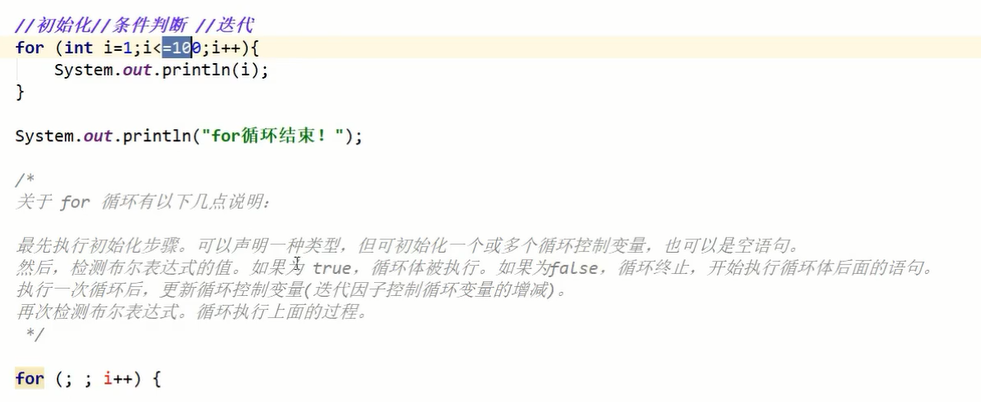 //初始化//条件判断 //迭代
for (int i=1;i<=100;i++){
    System.out.println(i);
}
System.out.println("for循环结束！");
/*
关于 for 循环有以下几点说明：
最先执行初始化步骤。可以声明一种类型，但可初始化一个或多个循环控制变量，也可以是空语句。
然后，检测布尔表达式的值。如果为 true，循环体被执行。如果为false，循环终止，开始执行循环体后面的语句。
执行一次循环后，更新循环控制变量(迭代因子控制循环变量的增减)。
再次检测布尔表达式。循环执行上面的过程。
 */
for (; ; i++) {